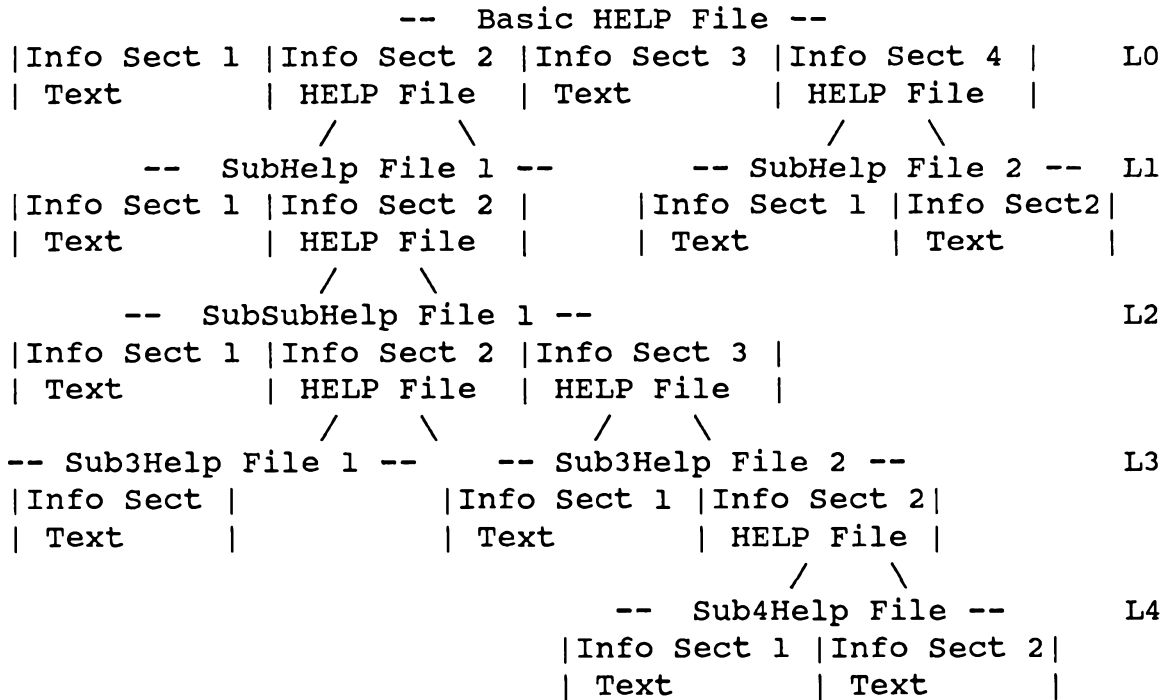 --  Basic HELP File --
|Info Sect 1 |Info Sect 2 |Info Sect 3 |Info Sect 4 |    L0
| Text       | HELP File  | Text       | HELP File  |
/      \                 /    \
--  SubHelp File 1 --       -- SubHelp File 2 --  L1
|Info Sect 1 |Info Sect 2 |     |Info Sect 1 |Info Sect2|
| Text       | HELP File  |     | Text       | Text     |
/    \
--  SubSubHelp File 1 --                          L2
|Info Sect 1 |Info Sect 2 |Info Sect 3 |
| Text       | HELP File  | HELP File  |
/    \        /    \
-- Sub3Help File 1 --    -- Sub3Help File 2 --           L3
|Info Sect |          |Info Sect 1 |Info Sect 2|
| Text     |          | Text       | HELP File |
/    \
--  Sub4Help File --      L4
|Info Sect 1 |Info Sect 2|
| Text       | Text      |